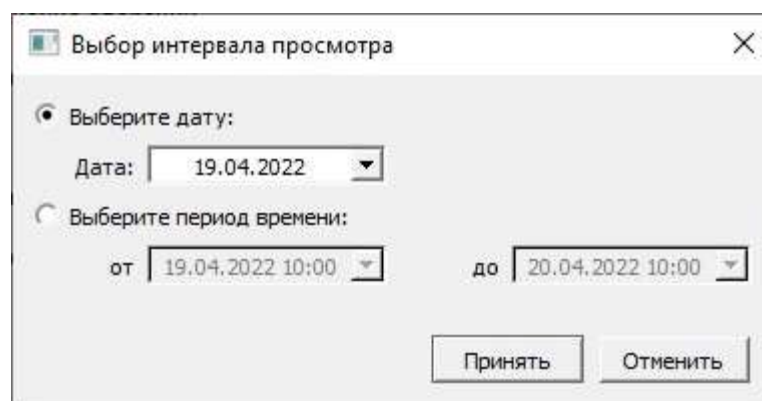 Выбор интервала просмотра
Выберите дату:
Дата: 19.04.2022
Выберите период времени:
от 19.04.2022 10:00 до 20.04.2022 10:00
Принять Отменить